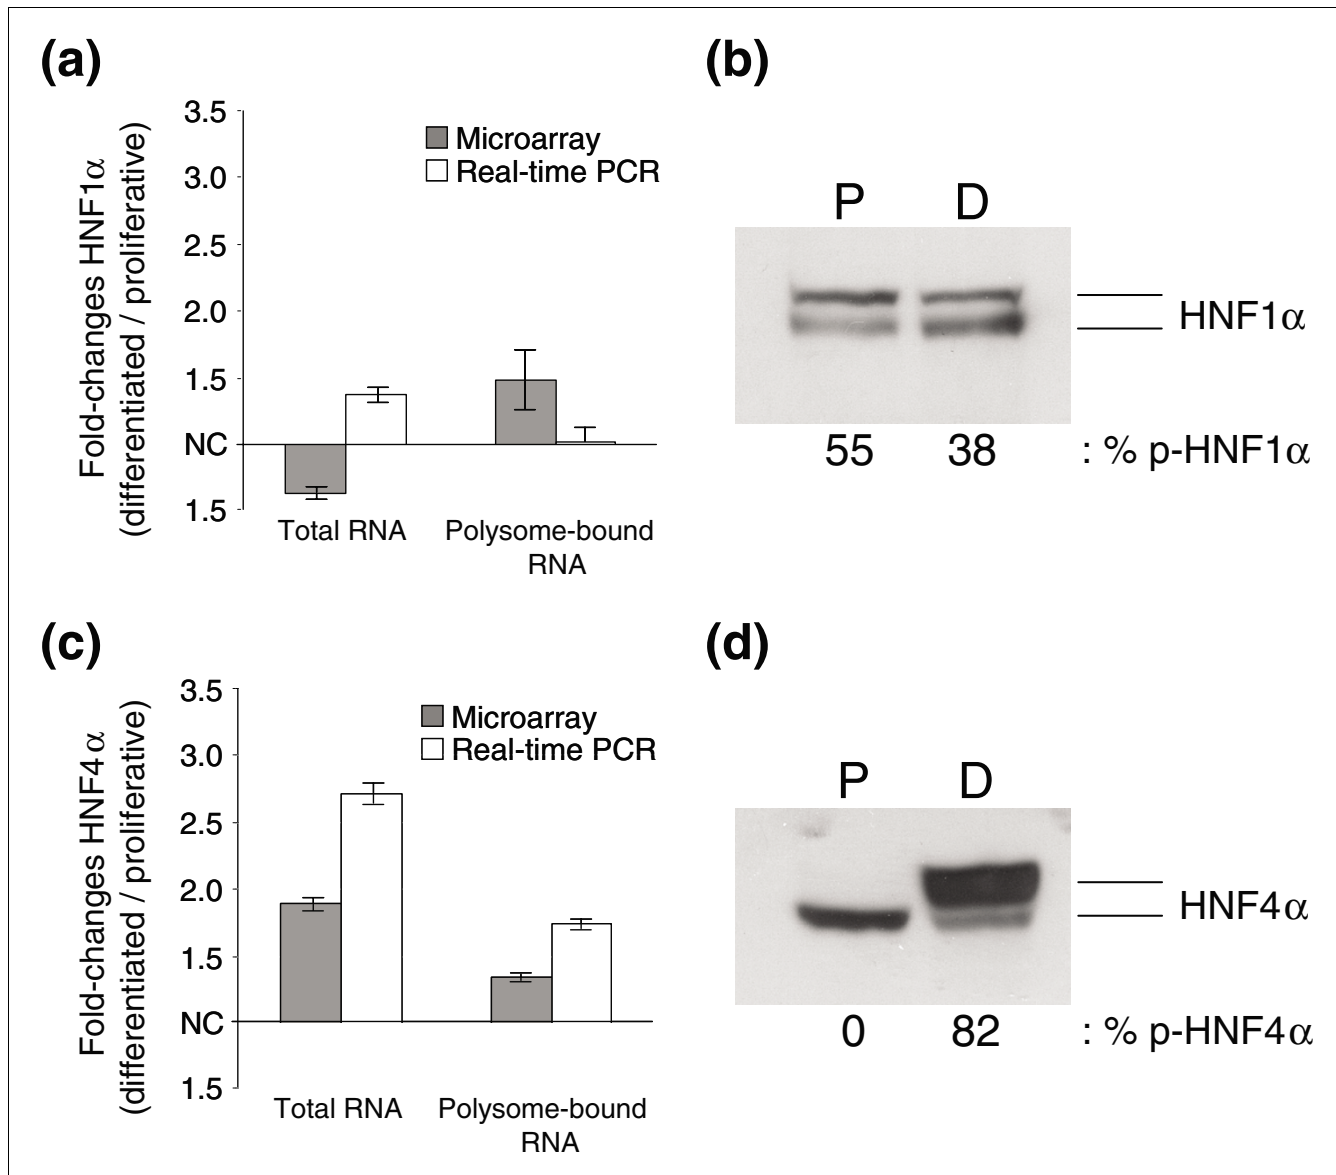 (a)
Fold-changes HNF1α
(differentiated / proliferative)
3.5
3.0
2.5
2.0
1.5
NC
1.5
Microarray
Real-time PCR
Total RNA
Polysome-bound
RNA
(b)
P D
HNF1α
55 38 : % p-HNF1α
(c)
Fold-changes HNF4α
(differentiated / proliferative)
3.5
3.0
2.5
2.0
1.5
NC
1.5
Microarray
Real-time PCR
Total RNA
Polysome-bound
RNA
(d)
P D
HNF4α
0 82 : % p-HNF4α